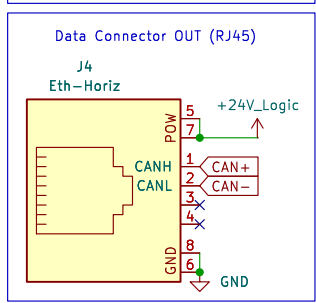 Data Connector OUT (RJ45)
J4
Eth-Horiz
5
+24V_Logic
POW
7
CANH 1 CAN+
CANL 2 CAN-
3
4
GND
8
6
GND